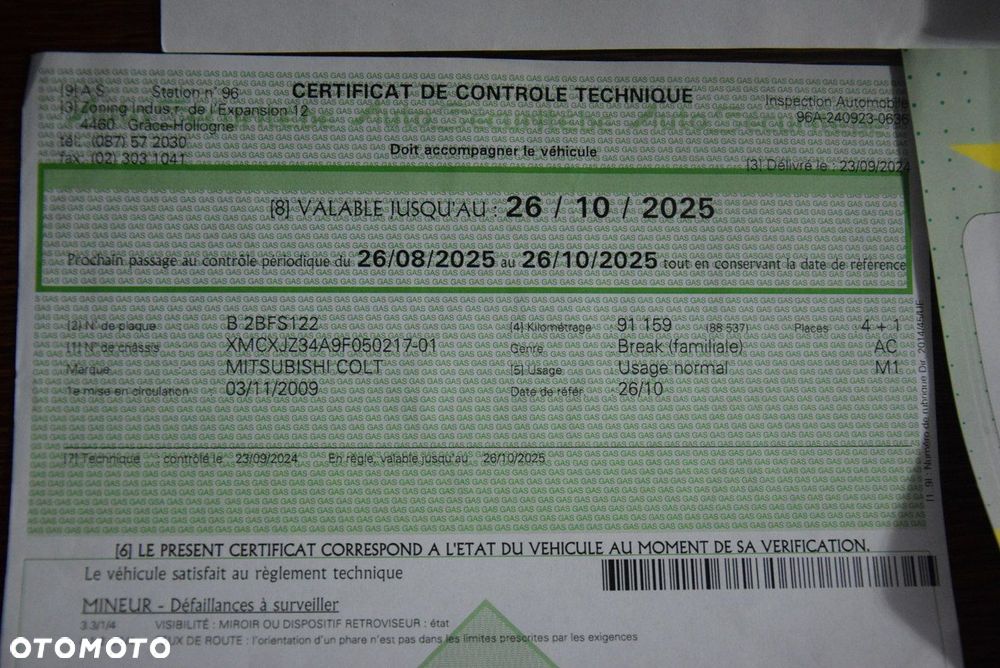 [9] A.S. Station n° 96
CERTIFICAT DE CONTROLE TECHNIQUE
Inspection Automobile
[3] Zoning Indus.r. de l'Expansion 12
96A-240923-0636
4460 Grâce-Hollogne
tél. (087) 57 2030
Doit accompagner le véhicule
fax. (02) 303 1041
[3] Délivré le : 23/09/2024
[8] VALABLE JUSQU'AU : 26 / 10 / 2025
Prochain passage au contrôle périodique du 26/08/2025 au 26/10/2025 tout en conservant la date de référence
[2] N° de plaque : B 2BFS122 [4] Kilométrage : 91 159 (88 537) Places 4 + 1
[1] N° de châssis XMCXJZ34A9F050217-01 Genre Break (familiale) AC
Marque MITSUBISHI COLT [5] Usage : Usage normal M1
1e mise en circulation : 03/11/2009 Date de référ. : 26/10
[7] Technique : contrôlé le 23/09/2024 En règle, valable jusqu'au 26/10/2025
[6] LE PRESENT CERTIFICAT CORRESPOND A L'ETAT DU VEHICULE AU MOMENT DE SA VERIFICATION.
Le véhicule satisfait au règlement technique
MINEUR - Défaillances à surveiller
3.3/1/4 VISIBILITÉ : MIROIR OU DISPOSITIF RETROVISEUR : état
UX DE ROUTE : l'orientation d'un phare n'est pas dans les limites prescrites par les exigences
OTOMOTO